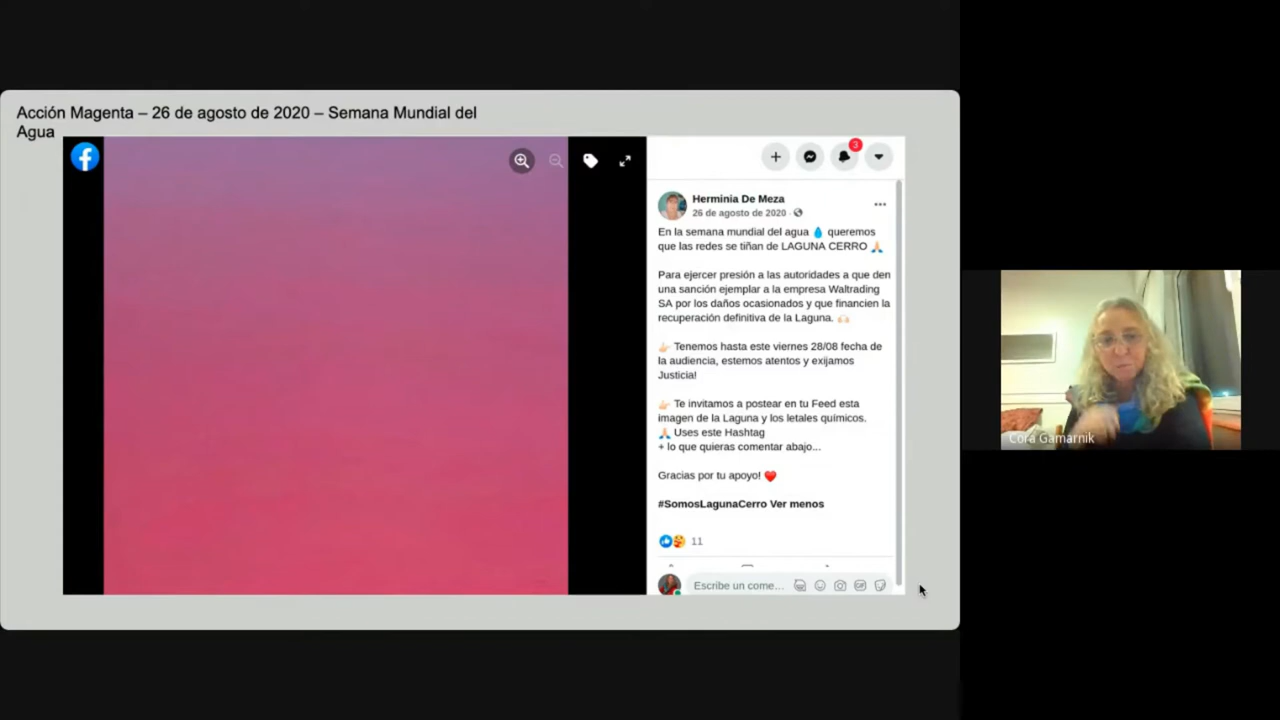 Acción Magenta – 26 de agosto de 2020 – Semana Mundial del
Agua
3
Herminia De Meza
26 de agosto de 2020 ·
En la semana mundial del agua 💧 queremos
que las redes se tiñan de LAGUNA CERRO 🙏🏻
Para ejercer presión a las autoridades a que den
una sanción ejemplar a la empresa Waltrading
SA por los daños ocasionados y que financien la
recuperación definitiva de la Laguna. 🙌🏻
👉🏻 Tenemos hasta este viernes 28/08 fecha de
la audiencia, estemos atentos y exijamos
Justicia!
👉🏻 Te invitamos a postear en tu Feed esta
imagen de la Laguna y los letales químicos.
🙏🏻 Uses este Hashtag
+ lo que quieras comentar abajo...
Gracias por tu apoyo! ❤️
#SomosLagunaCerro Ver menos
11
Escribe un come...
GIF
Cora Gamarnik